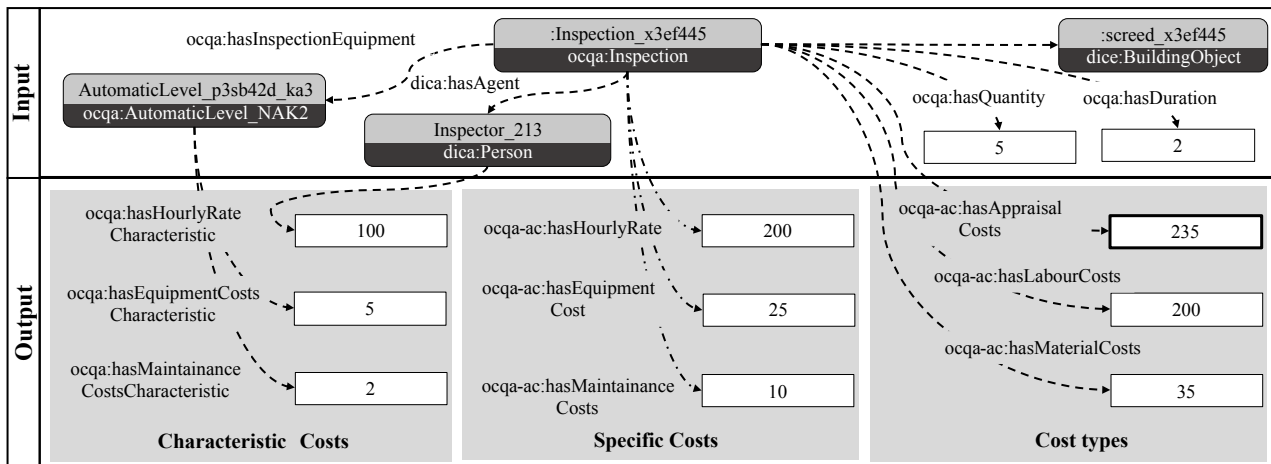 Input
ocqa:hasInspectionEquipment
:Inspection_x3ef445
ocqa:Inspection
:screed_x3ef445
dice:BuildingObject
dica:hasAgent
AutomaticLevel_p3sb42d_ka3
ocqa:AutomaticLevel_NAK2
Inspector_213
dica:Person
ocqa:hasQuantity
5
ocqa:hasDuration
2
Output
ocqa:hasHourlyRate
Characteristic
100
ocqa:hasEquipmentCosts
Characteristic
5
ocqa:hasMaintainance
CostsCharacteristic
2
Characteristic Costs
ocqa-ac:hasHourlyRate
200
ocqa-ac:hasEquipment
Cost
25
ocqa-ac:hasMaintainance
Costs
10
Specific Costs
ocqa-ac:hasAppraisal
Costs
235
ocqa-ac:hasLabourCosts
200
ocqa-ac:hasMaterialCosts
35
Cost types